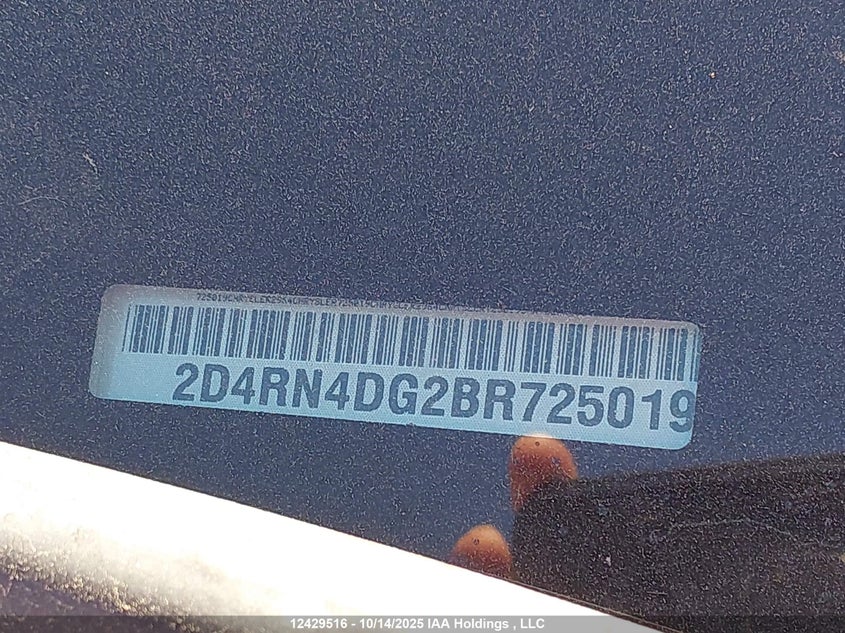 2D4RN4DG2BR725019
12429516 - 10/14/2025 IAA Holdings , LLC